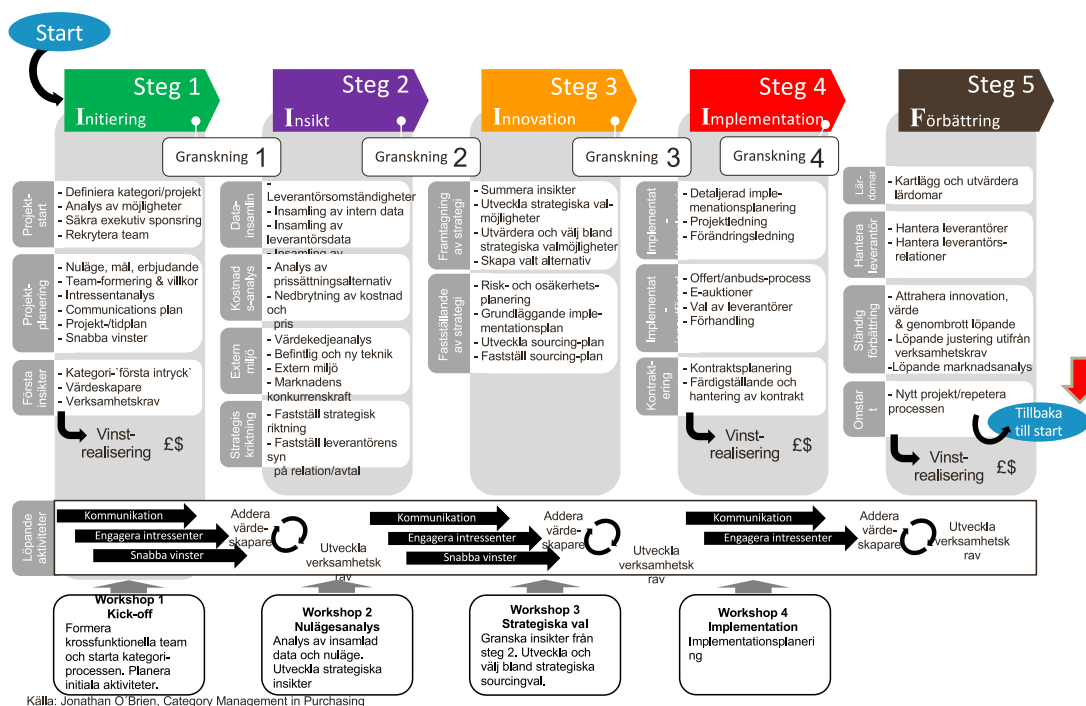 Start
Steg 1
Initiering
Steg 2
Insikt
Steg 3
Innovation
Steg 4
Implementation
Steg 5
Förbättring
Granskning 1
Granskning 2
Granskning 3
Granskning 4
Projekt-
start
- Definiera kategori/projekt
- Analys av möjligheter
- Säkra exekutiv sponsring
- Rekrytera team
Projekt-
planering
- Nuläge, mål, erbjudande
- Team-formering & villkor
- Intressentanalys
- Communications plan
- Projekt-/tidplan
- Snabba vinster
Första
insikter
- Kategori-`första intryck`
- Värdeskapare
- Verksamhetskrav
Vinst-
realisering
£$
Data-
insamlin
-
Leverantörsomständigheter
- Insamling av intern data
- Insamling av
leverantörsdata
- Insamling av
Kostnad
s-analys
- Analys av
prissättningsalternativ
- Nedbrytning av kostnad
och
pris
Extern
miljö
- Värdekedjeanalys
- Befintlig och ny teknik
- Extern miljö
- Marknadens
konkurrenskraft
Strategis
kriktning
- Fastställ strategisk
riktning
- Fastställ leverantörens
syn
på relation/avtal
Framtagning
av strategi
- Summera insikter
- Utveckla strategiska val-
möjligheter
- Utvärdera och välj bland
strategiska valmöjligheter
- Skapa valt alternativ
Fastställande
av strategi
- Risk- och osäkerhets-
planering
- Grundläggande imple-
mentationsplan
- Utveckla sourcing-plan
- Fastställ sourcing-plan
Implementat
- Detaljerad imple-
menationsplanering
- Projektledning
- Förändringsledning
Implementat
- Offert/anbuds-process
- E-auktioner
- Val av leverantörer
- Förhandling
Kontrakt-
ering
- Kontraktsplanering
- Färdigställande och
hantering av kontrakt
Lär-
domar
- Kartlägg och utvärdera
lärdomar
Hantera
leverantör
- Hantera leverantörer
- Hantera leverantörs-
relationer
Ständig
förbättring
- Attrahera innovation,
värde
& genombrott löpande
- Löpande justering utifrån
verksamhetskrav
-Löpande marknadsanalys
Omstar
t
- Nytt projekt/repetera
processen
Tillbaka
till start
Vinst-
realisering
£$
Löpande
aktiviteter
Kommunikation
Engagera intressenter
Snabba vinster
Addera
värde-
skapare
Utveckla
verksamhetsk
rav
Kommunikation
Engagera intressenter
Snabba vinster
Addera
värde-
skapare
Utveckla
verksamhetsk
rav
Kommunikation
Engagera intressenter
Addera
värde-
skapare
Utveckla
verksamhetsk
rav
Workshop 1
Kick-off
Formera
krossfunktionella team
och starta kategori-
processen. Planera
initiala aktiviteter.
Workshop 2
Nulägesanalys
Analys av insamlad
data och nuläge.
Utveckla strategiska
insikter
Workshop 3
Strategiska val
Granska insikter från
steg 2. Utveckla och
välj bland strategiska
sourcingval.
Workshop 4
Implementation
Implementationsplaneri
ng
Källa: Jonathan O´Brien, Category Management in Purchasing